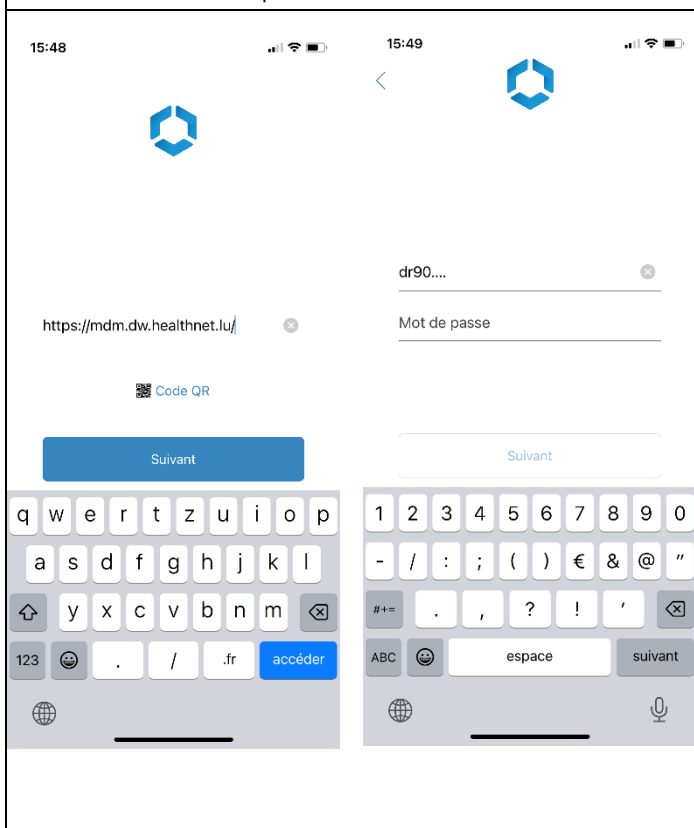 15:48
https://mdm.dw.healthnet.lu/
Code QR
Suivant
q w e r t z u i o p
a s d f g h j k l
y x c v b n m
123 . / .fr accéder
15:49
dr90....
Mot de passe
Suivant
1 2 3 4 5 6 7 8 9 0
- / : ; ( ) € & @ "
#+= . , ? ! '
ABC espace suivant